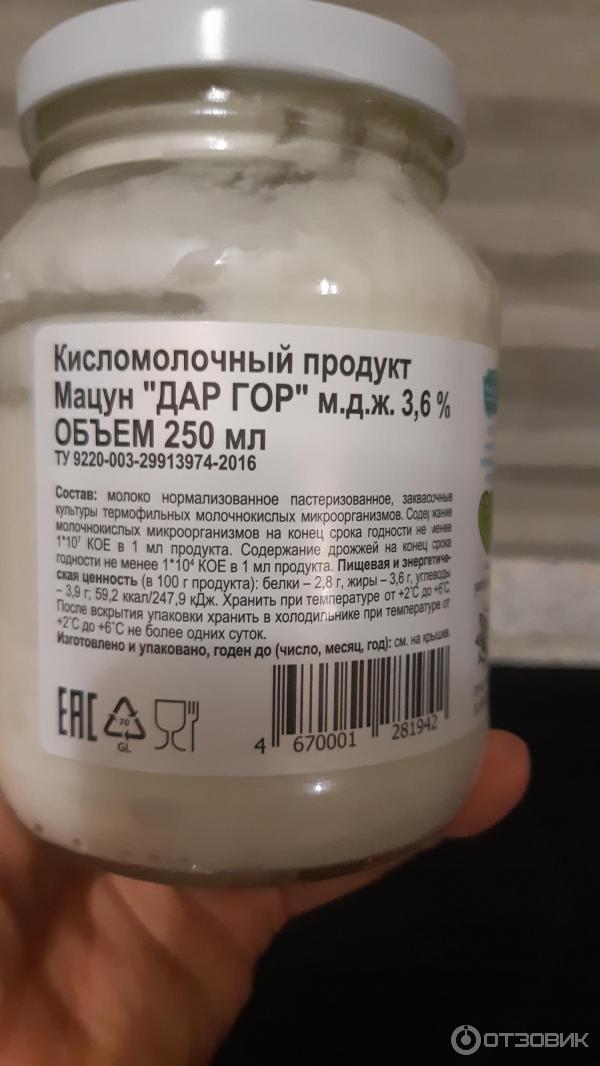 Кисломолочный продукт
Мацун "ДАР ГОР" м.д.ж. 3,6 %
ОБЪЕМ 250 мл
ТУ 9220-003-29913974-2016
Состав: молоко нормализованное пастеризованное, заквасочные
культуры термофильных молочнокислых микроорганизмов. Содержание
молочнокислых микроорганизмов на конец срока годности не менее
1*10⁷ КОЕ в 1 мл продукта. Содержание дрожжей на конец срока
годности не менее 1*10⁴ КОЕ в 1 мл продукта. Пищевая и энергетиче-
ская ценность (в 100 г продукта): белки – 2,8 г, жиры – 3,6 г, углеводы
– 3,9 г; 59,2 ккал/247,9 кДж. Хранить при температуре от +2°С до +6°С
После вскрытия упаковки хранить в холодильнике при температуре от
+2°С до +6°С не более одних суток.
Изготовлено и упаковано, годен до (число, месяц, год): см. на крышке.
EAC
70
GL
4 670001 281942
ОТЗОВИК